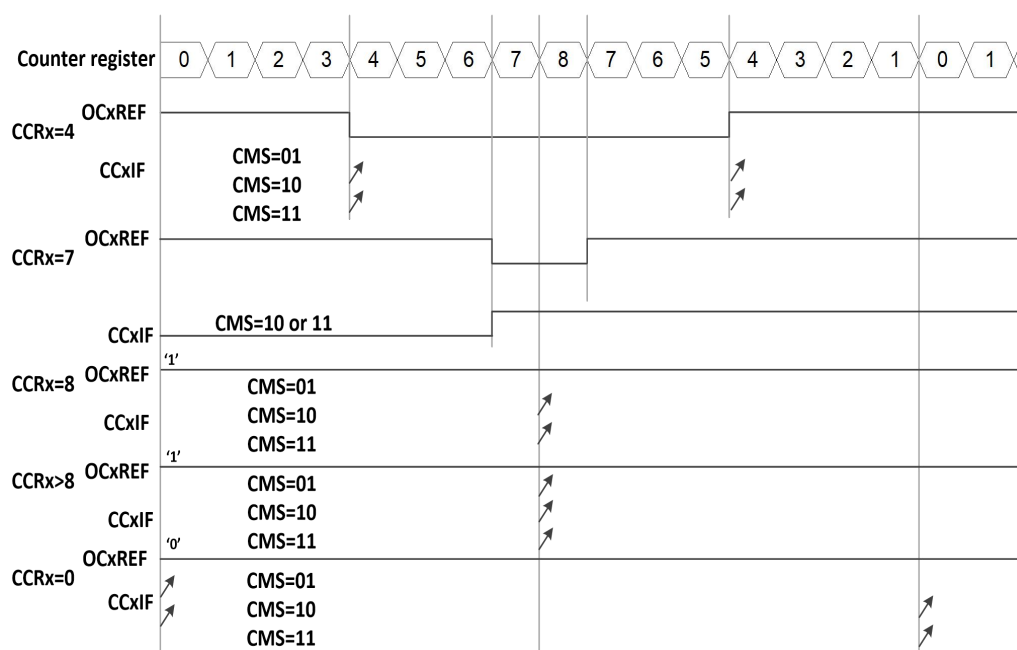 Counter register 0 1 2 3 4 5 6 7 8 7 6 5 4 3 2 1 0 1
OCxREF
CCRx=4
CMS=01
CCxIF
CMS=10
CMS=11
OCxREF
CCRx=7
CMS=10 or 11
CCxIF
‘1’
OCxREF
CCRx=8
CMS=01
CMS=10
CCxIF
CMS=11
‘1’
OCxREF
CCRx>8
CMS=01
CMS=10
CCxIF
CMS=11
‘0’
OCxREF
CCRx=0
CMS=01
CCxIF
CMS=10
CMS=11